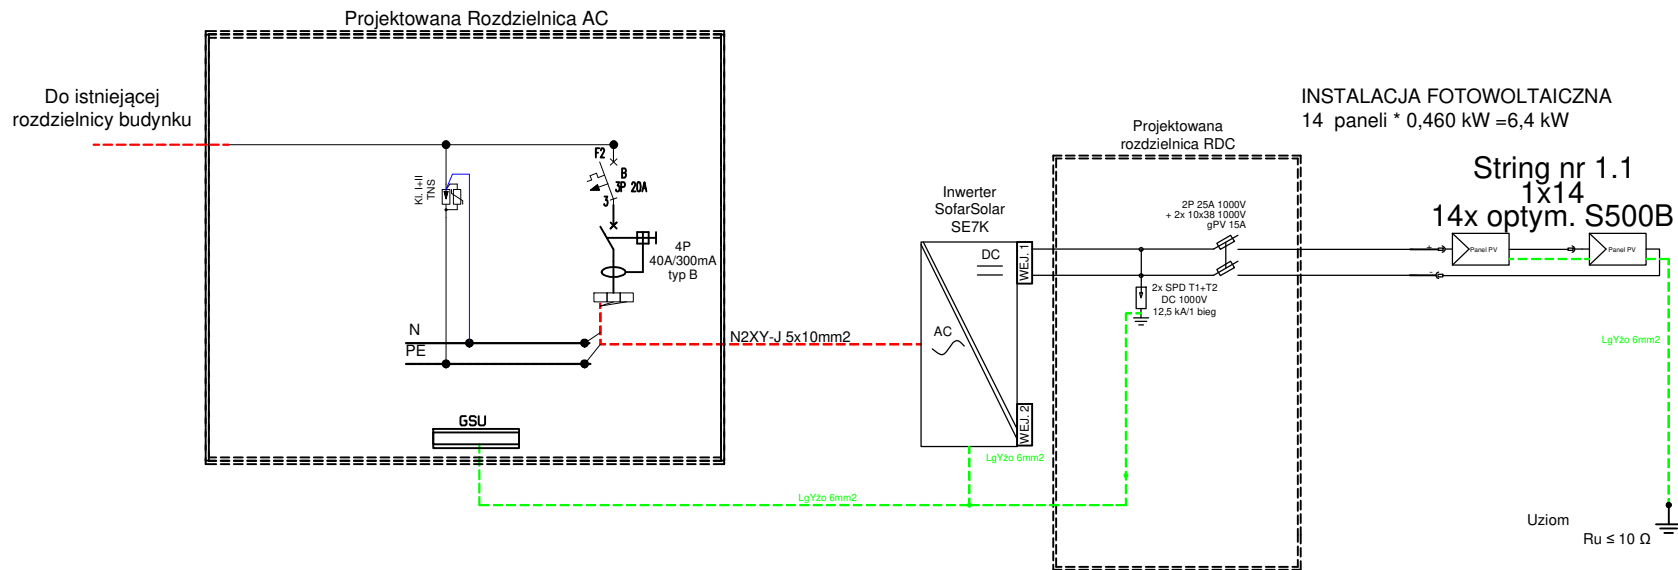 Projektowana Rozdzielnica AC
Do istniejącej
rozdzielnicy budynku
Kl. I+II
TNS
F2
B
3P 20A
3
4P
40A/300mA
typ B
N
PE
GSU
N2XY-J 5x10mm2
LgYżo 6mm2
Inwerter
SofarSolar
SE7K
DC
AC
WEJ. 1
WEJ. 2
LgYżo 6mm2
Projektowana
rozdzielnica RDC
2P 25A 1000V
+ 2x 10x38 1000V
gPV 15A
2x SPD T1+T2
DC 1000V
12,5 kA/1 bieg
INSTALACJA FOTOWOLTAICZNA
14 paneli * 0,460 kW =6,4 kW
String nr 1.1
1x14
14x optym. S500B
+
-
Panel PV
Panel PV
LgYżo 6mm2
Uziom
Ru ≤ 10 Ω